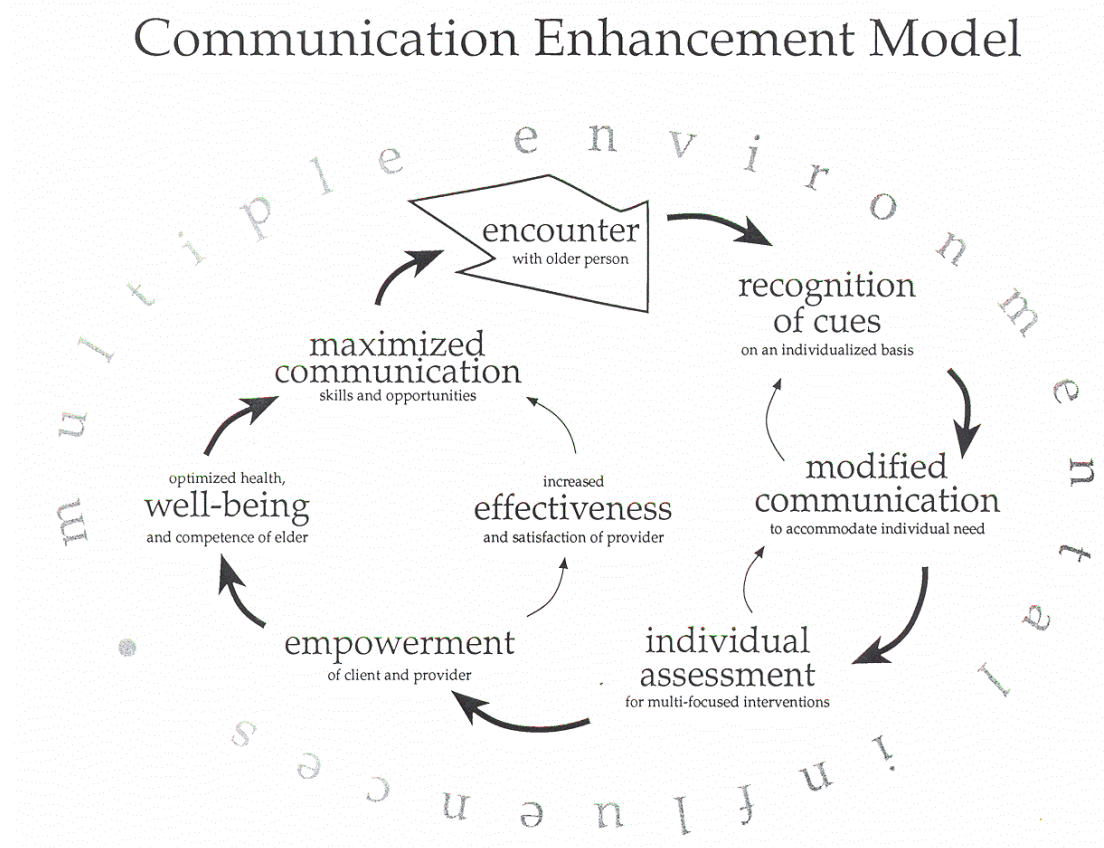 Communication Enhancement Model
multiple environmental influences •
encounter
with older person
recognition
of cues
on an individualized basis
modified
communication
to accommodate individual need
individual
assessment
for multi-focused interventions
empowerment
of client and provider
optimized health,
well-being
and competence of elder
increased
effectiveness
and satisfaction of provider
maximized
communication
skills and opportunities